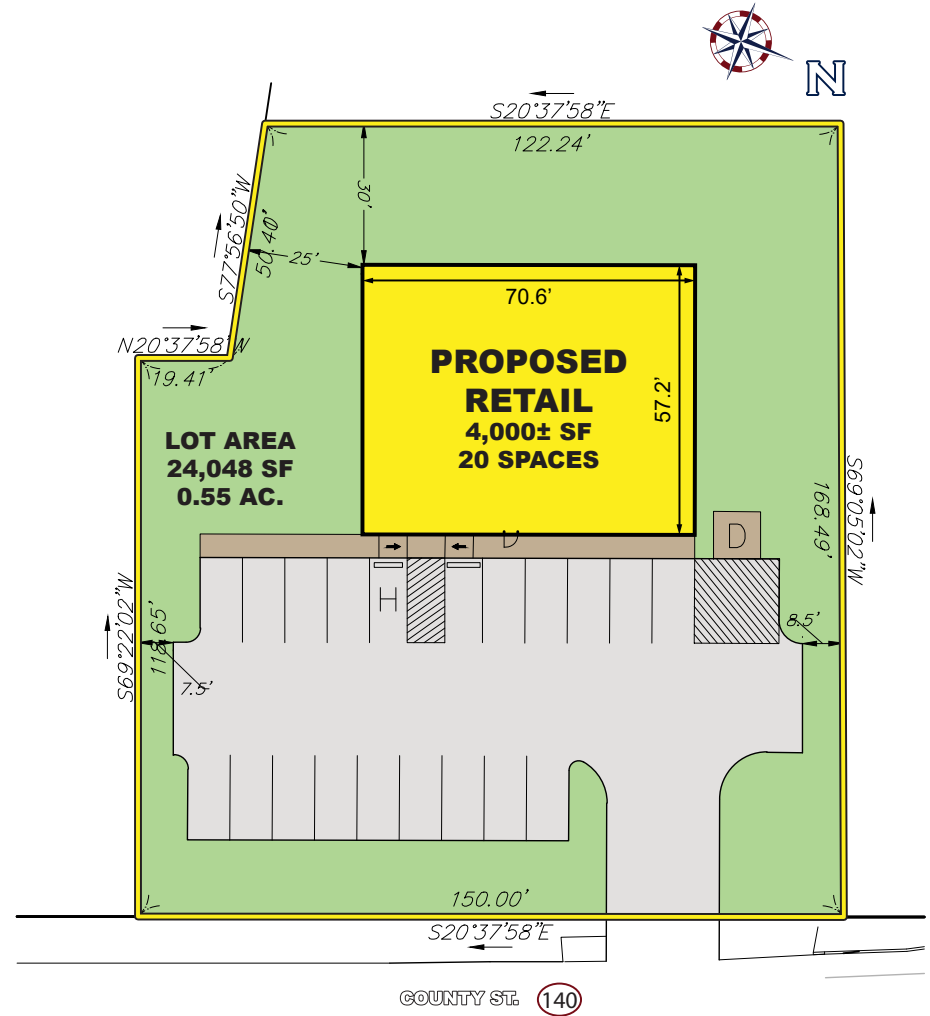 N
S20°37'58"E
122.24'
S77°56'50"W
50.40'
30'
25'
70.6'
N20°37'58"W
19.41'
PROPOSED
RETAIL
4,000± SF
20 SPACES
57.2'
LOT AREA
24,048 SF
0.55 AC.
S69°05'02"W
168.49'
D
H
S69°22'02"W
118.65'
7.5'
8.5'
150.00'
S20°37'58"E
COUNTY ST. 140